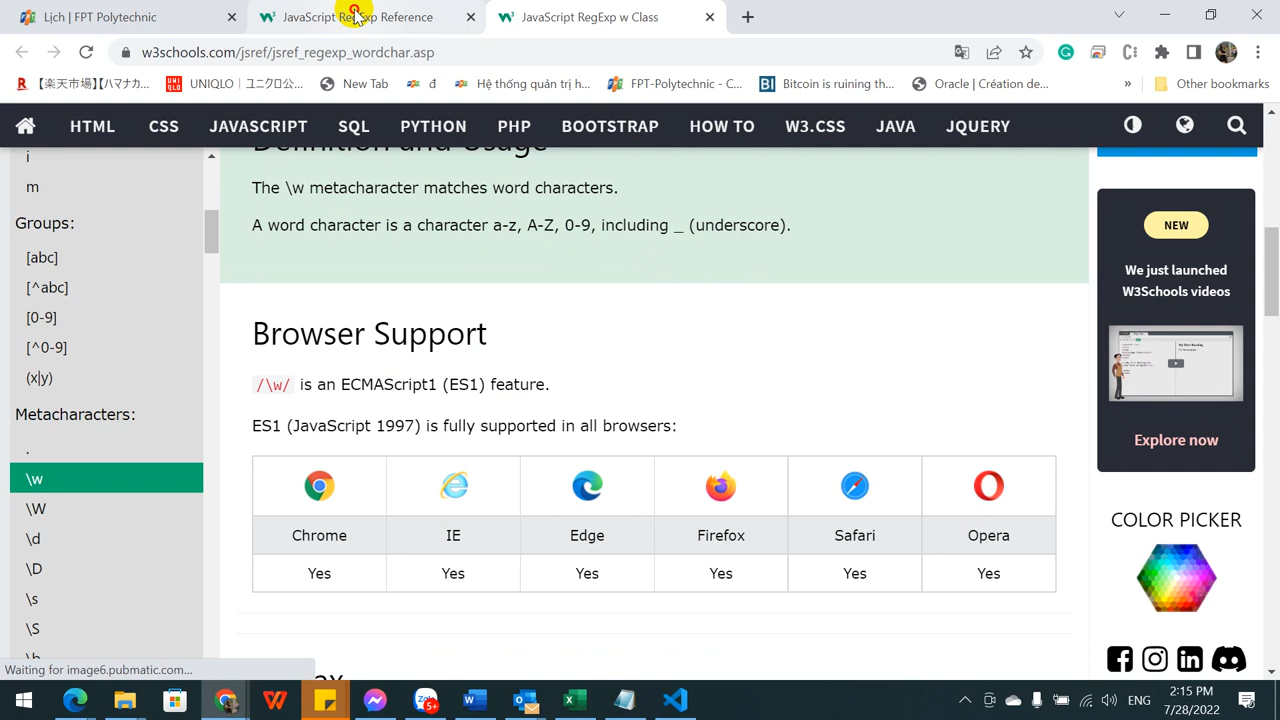 Lịch | FPT Polytechnic
JavaScript RegExp Reference
JavaScript RegExp w Class
w3schools.com/jsref/jsref_regexp_wordchar.asp
【楽天市場】【ハマナカ...
UNIQLO｜ユニクロ公...
New Tab
đ
Hệ thống quản trị h...
FPT-Polytechnic - C...
Bitcoin is ruining th...
Oracle | Création de...
»
Other bookmarks
HTML
CSS
JAVASCRIPT
SQL
PYTHON
PHP
BOOTSTRAP
HOW TO
W3.CSS
JAVA
JQUERY
i
m
Groups:
[abc]
[^abc]
[0-9]
[^0-9]
(x|y)
Metacharacters:
.
\w
\W
\d
\D
\s
\S
\b
Definition and Usage
The \w metacharacter matches word characters.
A word character is a character a-z, A-Z, 0-9, including _ (underscore).
Browser Support
/\w/ is an ECMAScript1 (ES1) feature.
ES1 (JavaScript 1997) is fully supported in all browsers:
Chrome IE Edge Firefox Safari Opera
Yes Yes Yes Yes Yes Yes
NEW
We just launched
W3Schools videos
Explore now
COLOR PICKER
Waiting for image6.pubmatic.com...
5+
ENG
2:15 PM
7/28/2022